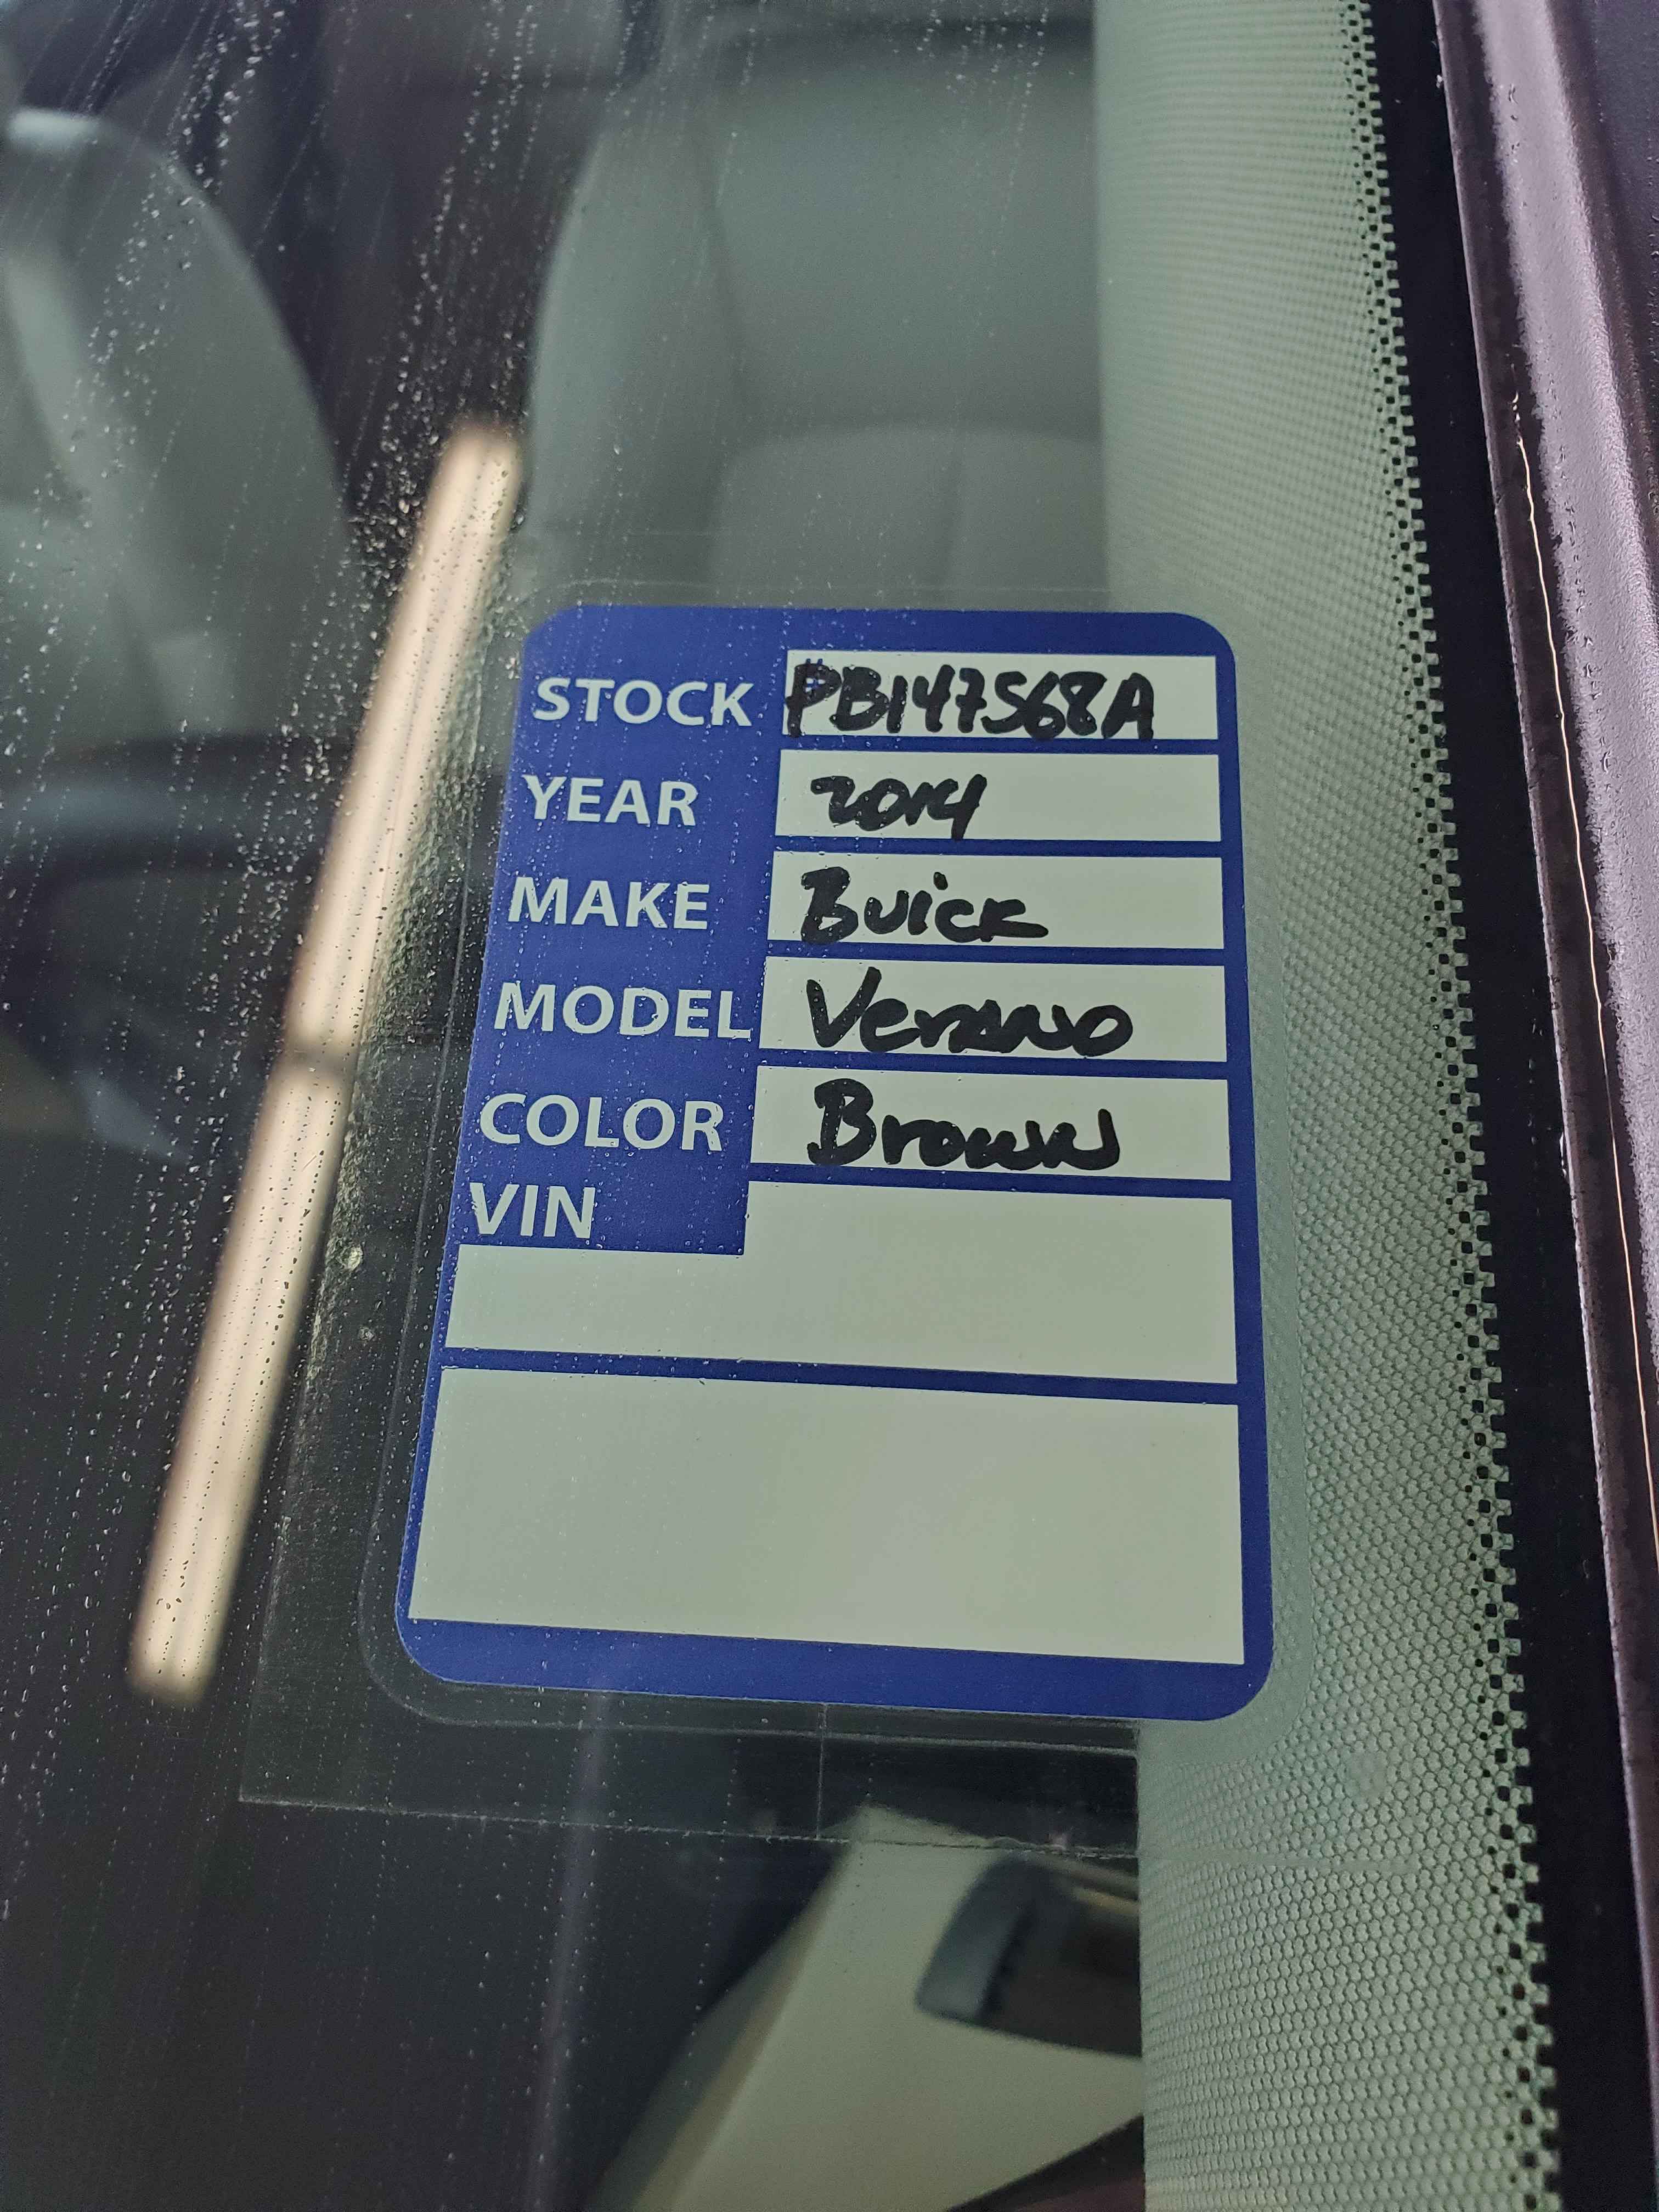 STOCK # PB147568A
YEAR 2014
MAKE Buick
MODEL Verano
COLOR Brown
VIN